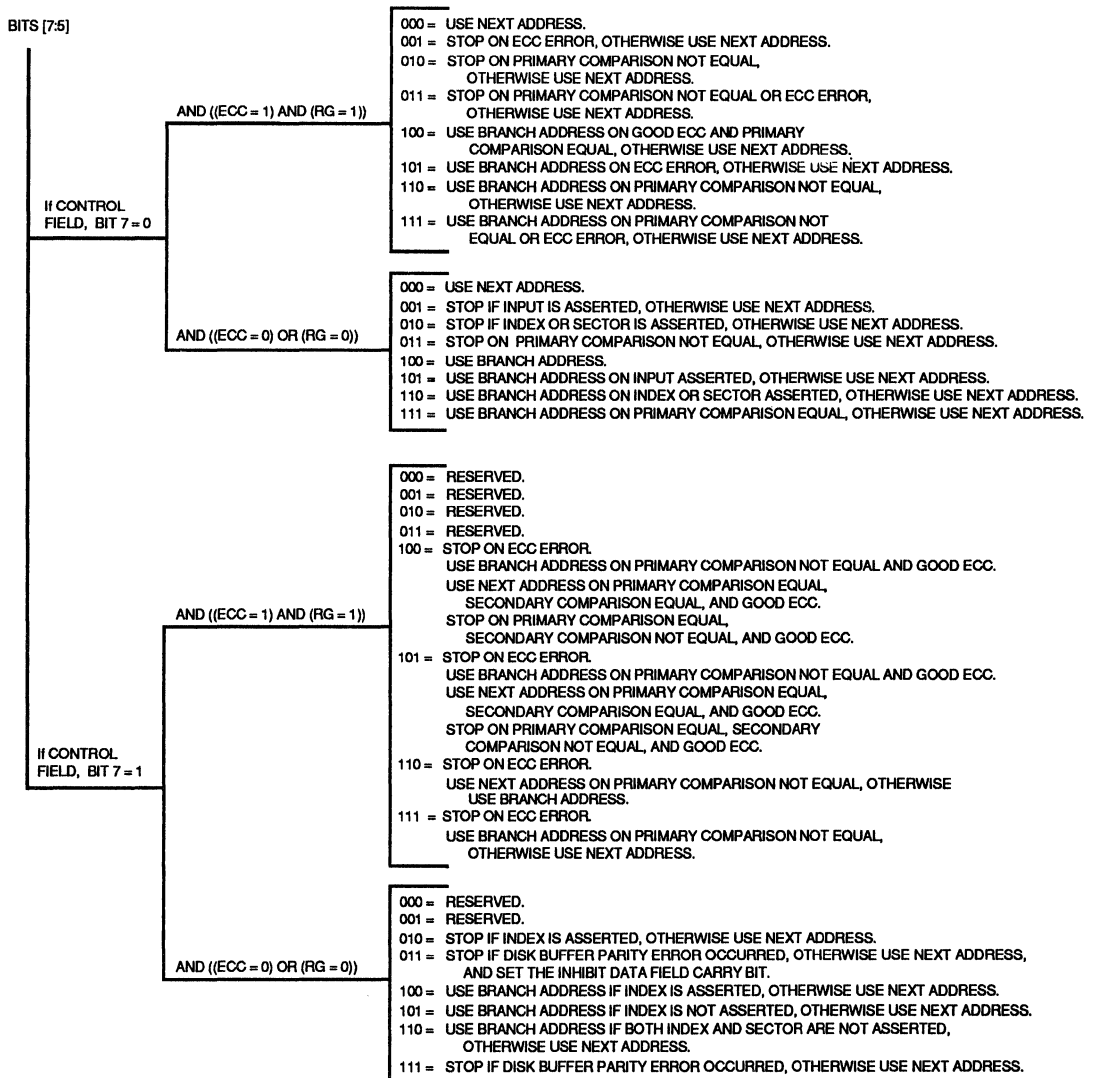 BITS [7:5]
If CONTROL
FIELD, BIT 7 = 0
AND ((ECC = 1) AND (RG = 1))
000 = USE NEXT ADDRESS.
001 = STOP ON ECC ERROR, OTHERWISE USE NEXT ADDRESS.
010 = STOP ON PRIMARY COMPARISON NOT EQUAL,
OTHERWISE USE NEXT ADDRESS.
011 = STOP ON PRIMARY COMPARISON NOT EQUAL OR ECC ERROR,
OTHERWISE USE NEXT ADDRESS.
100 = USE BRANCH ADDRESS ON GOOD ECC AND PRIMARY
COMPARISON EQUAL, OTHERWISE USE NEXT ADDRESS.
101 = USE BRANCH ADDRESS ON ECC ERROR, OTHERWISE USE NEXT ADDRESS.
110 = USE BRANCH ADDRESS ON PRIMARY COMPARISON NOT EQUAL,
OTHERWISE USE NEXT ADDRESS.
111 = USE BRANCH ADDRESS ON PRIMARY COMPARISON NOT
EQUAL OR ECC ERROR, OTHERWISE USE NEXT ADDRESS.
AND ((ECC = 0) OR (RG = 0))
000 = USE NEXT ADDRESS.
001 = STOP IF INPUT IS ASSERTED, OTHERWISE USE NEXT ADDRESS.
010 = STOP IF INDEX OR SECTOR IS ASSERTED, OTHERWISE USE NEXT ADDRESS.
011 = STOP ON PRIMARY COMPARISON NOT EQUAL, OTHERWISE USE NEXT ADDRESS.
100 = USE BRANCH ADDRESS.
101 = USE BRANCH ADDRESS ON INPUT ASSERTED, OTHERWISE USE NEXT ADDRESS.
110 = USE BRANCH ADDRESS ON INDEX OR SECTOR ASSERTED, OTHERWISE USE NEXT ADDRESS.
111 = USE BRANCH ADDRESS ON PRIMARY COMPARISON EQUAL, OTHERWISE USE NEXT ADDRESS.
If CONTROL
FIELD, BIT 7 = 1
AND ((ECC = 1) AND (RG = 1))
000 = RESERVED.
001 = RESERVED.
010 = RESERVED.
011 = RESERVED.
100 = STOP ON ECC ERROR.
USE BRANCH ADDRESS ON PRIMARY COMPARISON NOT EQUAL AND GOOD ECC.
USE NEXT ADDRESS ON PRIMARY COMPARISON EQUAL,
SECONDARY COMPARISON EQUAL, AND GOOD ECC.
STOP ON PRIMARY COMPARISON EQUAL,
SECONDARY COMPARISON NOT EQUAL, AND GOOD ECC.
101 = STOP ON ECC ERROR.
USE BRANCH ADDRESS ON PRIMARY COMPARISON NOT EQUAL AND GOOD ECC.
USE NEXT ADDRESS ON PRIMARY COMPARISON EQUAL,
SECONDARY COMPARISON EQUAL, AND GOOD ECC.
STOP ON PRIMARY COMPARISON EQUAL, SECONDARY
COMPARISON NOT EQUAL, AND GOOD ECC.
110 = STOP ON ECC ERROR.
USE NEXT ADDRESS ON PRIMARY COMPARISON NOT EQUAL, OTHERWISE
USE BRANCH ADDRESS.
111 = STOP ON ECC ERROR.
USE BRANCH ADDRESS ON PRIMARY COMPARISON NOT EQUAL,
OTHERWISE USE NEXT ADDRESS.
AND ((ECC = 0) OR (RG = 0))
000 = RESERVED.
001 = RESERVED.
010 = STOP IF INDEX IS ASSERTED, OTHERWISE USE NEXT ADDRESS.
011 = STOP IF DISK BUFFER PARITY ERROR OCCURRED, OTHERWISE USE NEXT ADDRESS,
AND SET THE INHIBIT DATA FIELD CARRY BIT.
100 = USE BRANCH ADDRESS IF INDEX IS ASSERTED, OTHERWISE USE NEXT ADDRESS.
101 = USE BRANCH ADDRESS IF INDEX IS NOT ASSERTED, OTHERWISE USE NEXT ADDRESS.
110 = USE BRANCH ADDRESS IF BOTH INDEX AND SECTOR ARE NOT ASSERTED,
OTHERWISE USE NEXT ADDRESS.
111 = STOP IF DISK BUFFER PARITY ERROR OCCURRED, OTHERWISE USE NEXT ADDRESS.